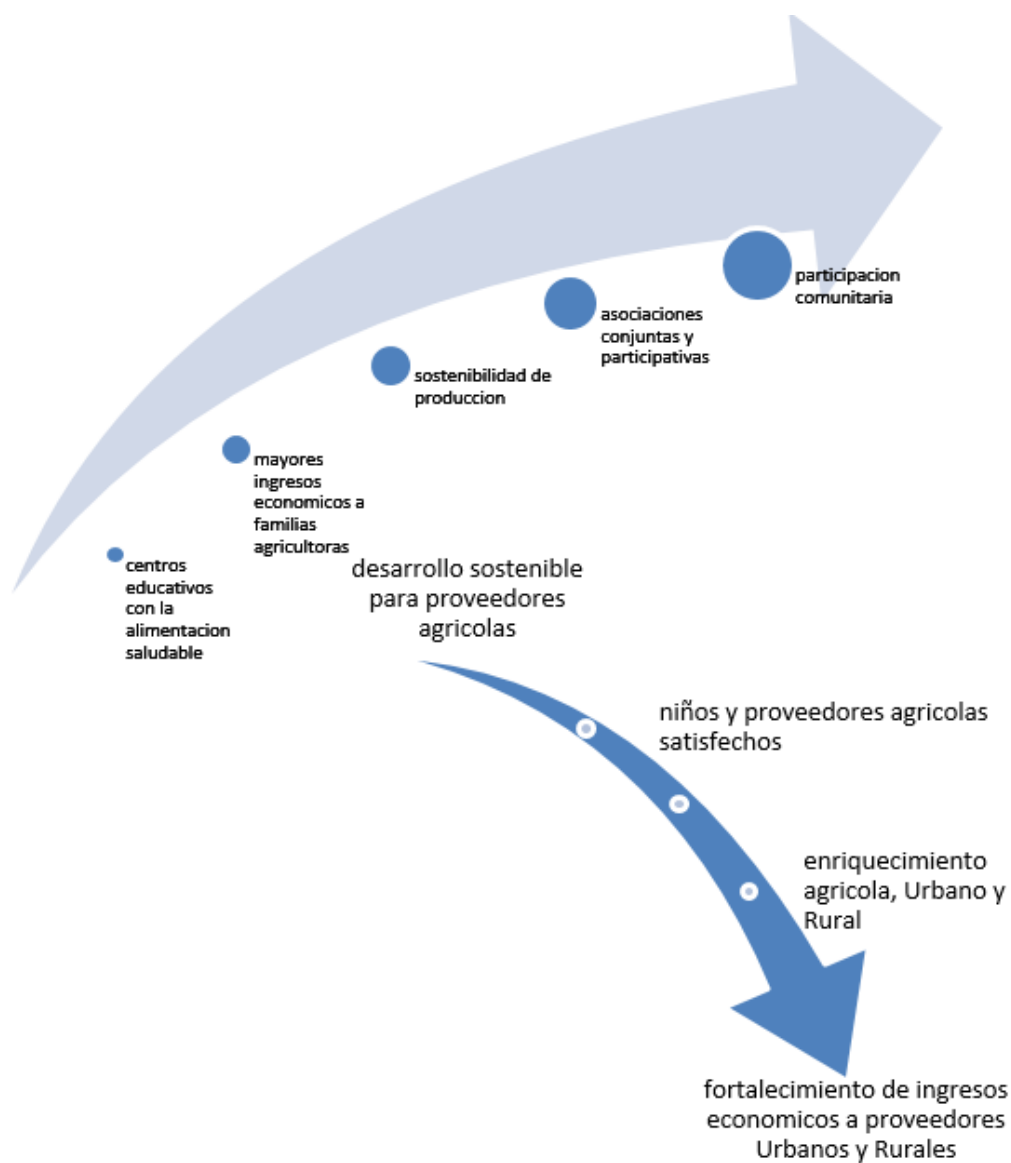 participacion
comunitaria
asociaciones
conjuntas y
participativas
sostenibilidad de
produccion
mayores
ingresos
economicos a
familias
agricultoras
centros
educativos
con la
alimentacion
saludable
desarrollo sostenible
para proveedores
agricolas
niños y proveedores agricolas
satisfechos
enriquecimiento
agricola, Urbano y
Rural
fortalecimiento de ingresos
economicos a proveedores
Urbanos y Rurales